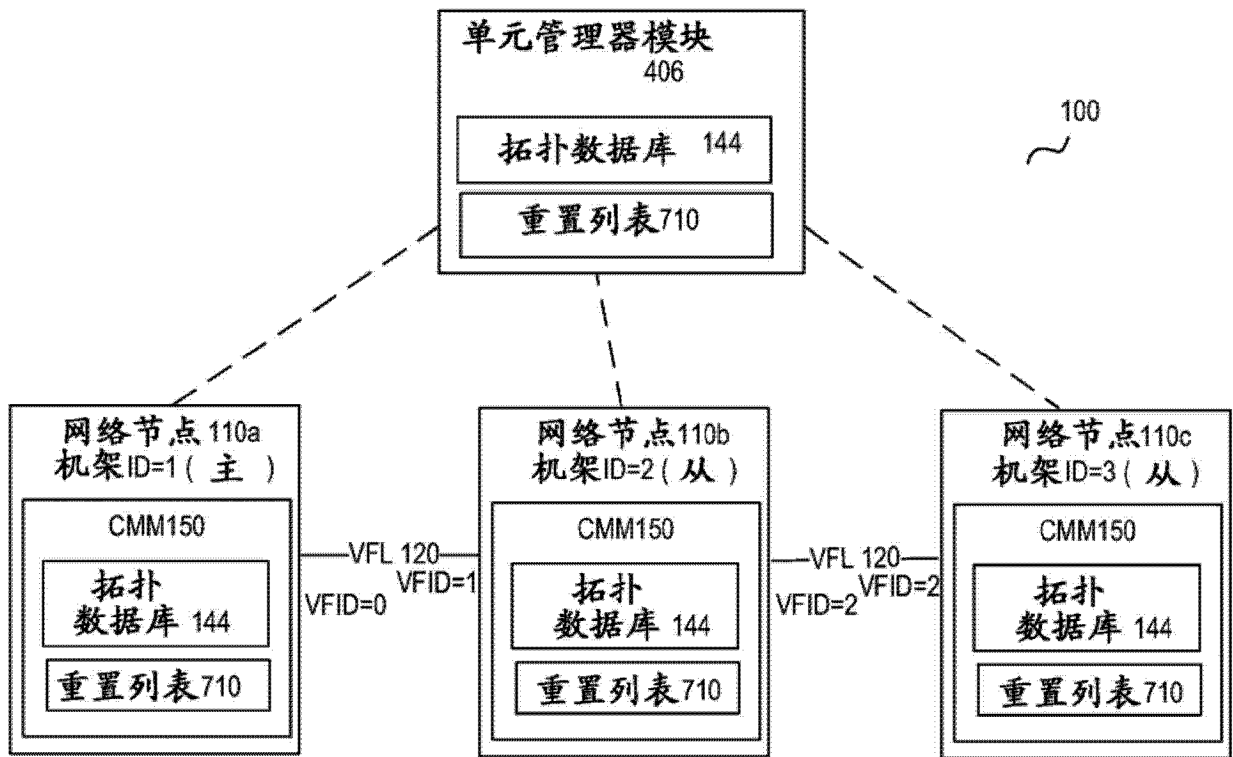 单元管理器模块
406
拓扑数据库 144
重置列表710
100
网络节点110a
机架ID=1(主)
CMM150
拓扑
数据库 144
重置列表710
VFL 120
VFID=0
VFID=1
网络节点110b
机架ID=2(从)
CMM150
拓扑
数据库 144
重置列表710
VFL 120
VFID=2
VFID=2
网络节点110c
机架ID=3(从)
CMM150
拓扑
数据库 144
重置列表710